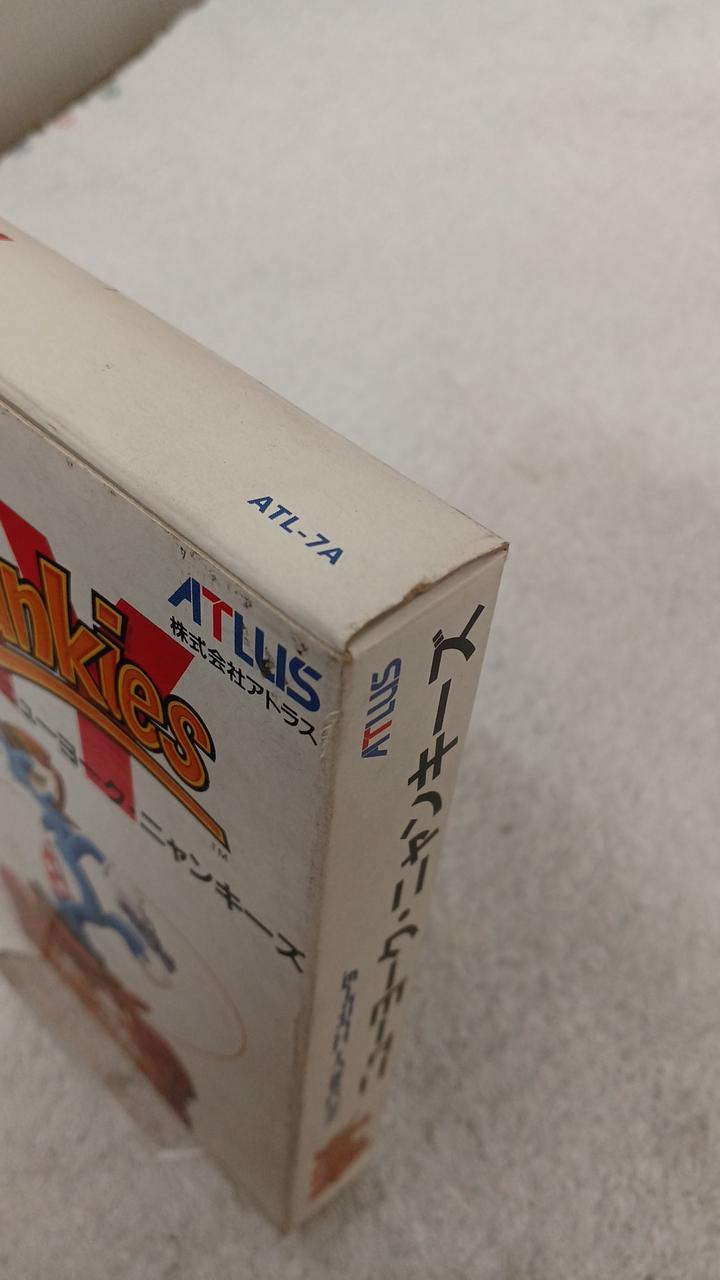 ATL-7A
ATLUS
株式会社アトラス
nkies
TM
ューヨーク・ニャンキーズ
ATLUS
ニューヨーク・ニャンキーズ